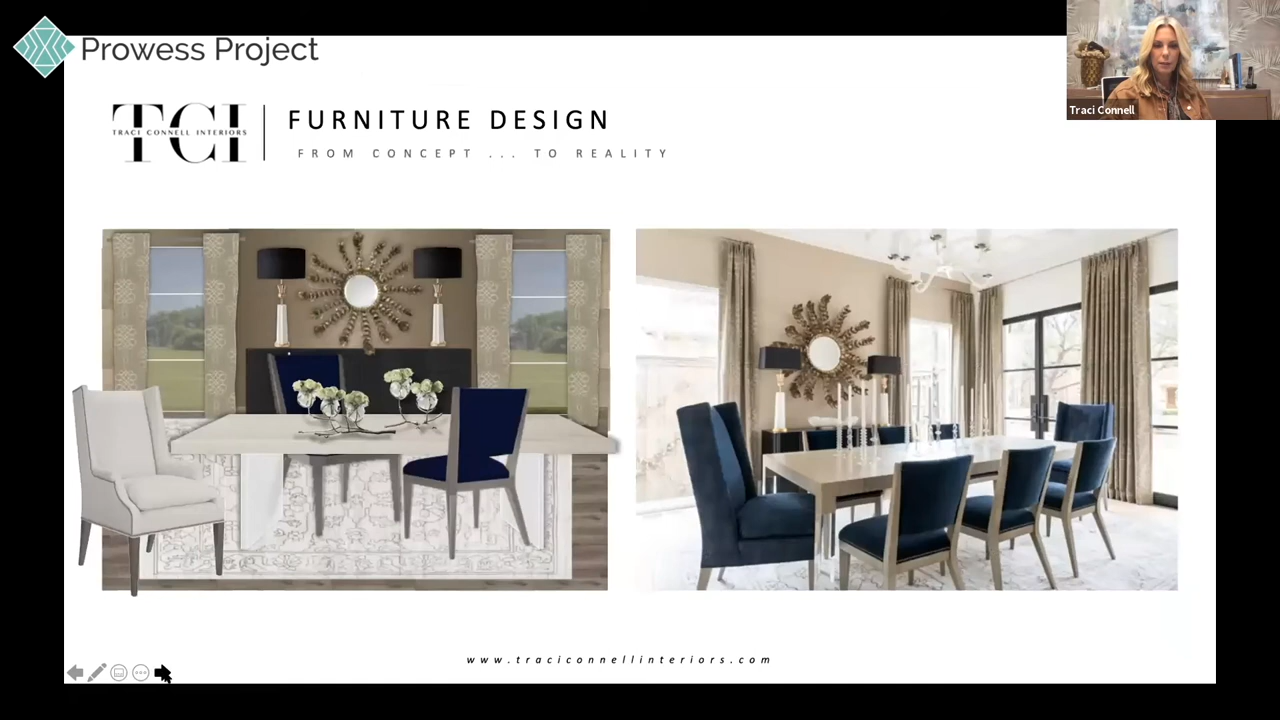 Prowess Project
Traci Connell
TCI
TRACI CONNELL INTERIORS
FURNITURE DESIGN
FROM CONCEPT ... TO REALITY
www.traciconnellinteriors.com